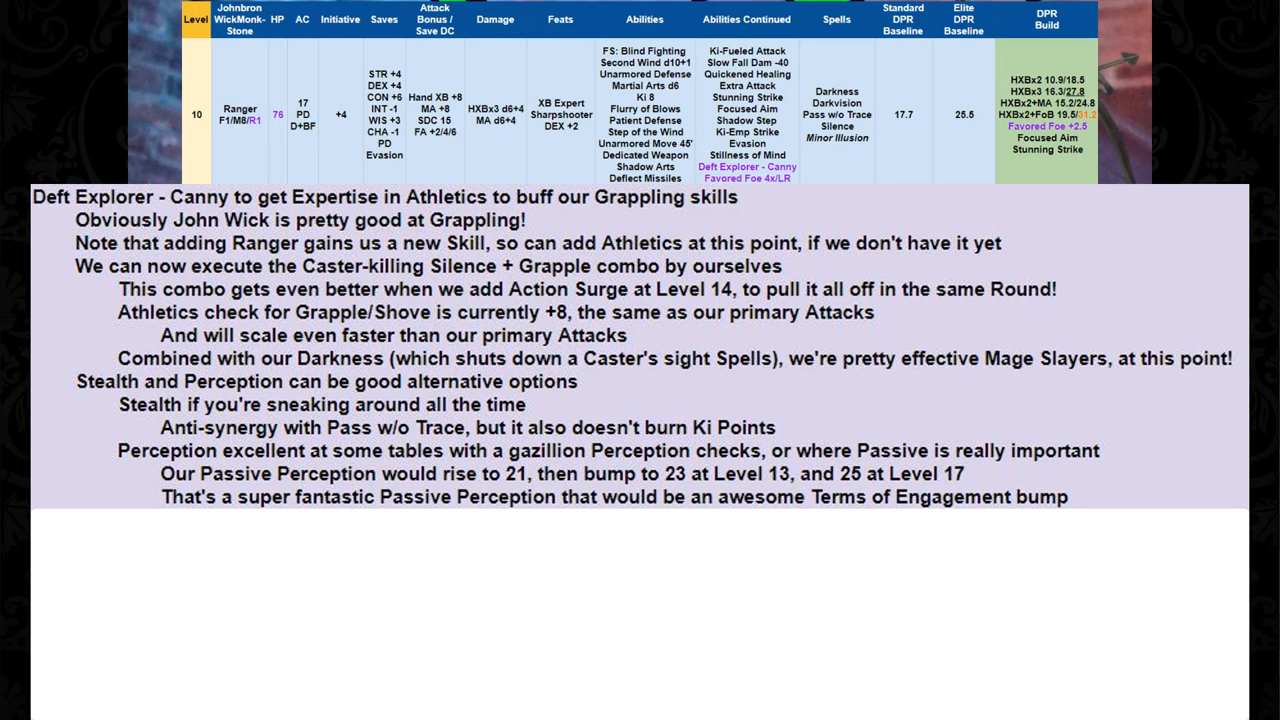 Level
Johnbron
WickMonk-
Stone
HP
AC
Initiative
Saves
Attack
Bonus /
Save DC
Damage
Feats
Abilities
Abilities Continued
Spells
Standard
DPR
Baseline
Elite
DPR
Baseline
DPR
Build
10
Ranger
F1/M8/R1
76
17
PD
D+BF
+4
STR +4
DEX +4
CON +6
INT -1
WIS +3
CHA -1
PD
Evasion
Hand XB +8
MA +8
SDC 15
FA +2/4/6
HXBx3 d6+4
MA d6+4
XB Expert
Sharpshooter
DEX +2
FS: Blind Fighting
Second Wind d10+1
Unarmored Defense
Martial Arts d6
Ki 8
Flurry of Blows
Patient Defense
Step of the Wind
Unarmored Move 45'
Dedicated Weapon
Shadow Arts
Deflect Missiles
Ki-Fueled Attack
Slow Fall Dam -40
Quickened Healing
Extra Attack
Stunning Strike
Focused Aim
Shadow Step
Ki-Emp Strike
Evasion
Stillness of Mind
Deft Explorer - Canny
Favored Foe 4x/LR
Darkness
Darkvision
Pass w/o Trace
Silence
Minor Illusion
17.7
25.5
HXBx2 10.9/18.5
HXBx3 16.3/27.8
HXBx2+MA 15.2/24.8
HXBx2+FoB 19.5/31.2
Favored Foe +2.5
Focused Aim
Stunning Strike
Deft Explorer - Canny to get Expertise in Athletics to buff our Grappling skills
Obviously John Wick is pretty good at Grappling!
Note that adding Ranger gains us a new Skill, so can add Athletics at this point, if we don't have it yet
We can now execute the Caster-killing Silence + Grapple combo by ourselves
This combo gets even better when we add Action Surge at Level 14, to pull it all off in the same Round!
Athletics check for Grapple/Shove is currently +8, the same as our primary Attacks
And will scale even faster than our primary Attacks
Combined with our Darkness (which shuts down a Caster's sight Spells), we're pretty effective Mage Slayers, at this point!
Stealth and Perception can be good alternative options
Stealth if you're sneaking around all the time
Anti-synergy with Pass w/o Trace, but it also doesn't burn Ki Points
Perception excellent at some tables with a gazillion Perception checks, or where Passive is really important
Our Passive Perception would rise to 21, then bump to 23 at Level 13, and 25 at Level 17
That's a super fantastic Passive Perception that would be an awesome Terms of Engagement bump